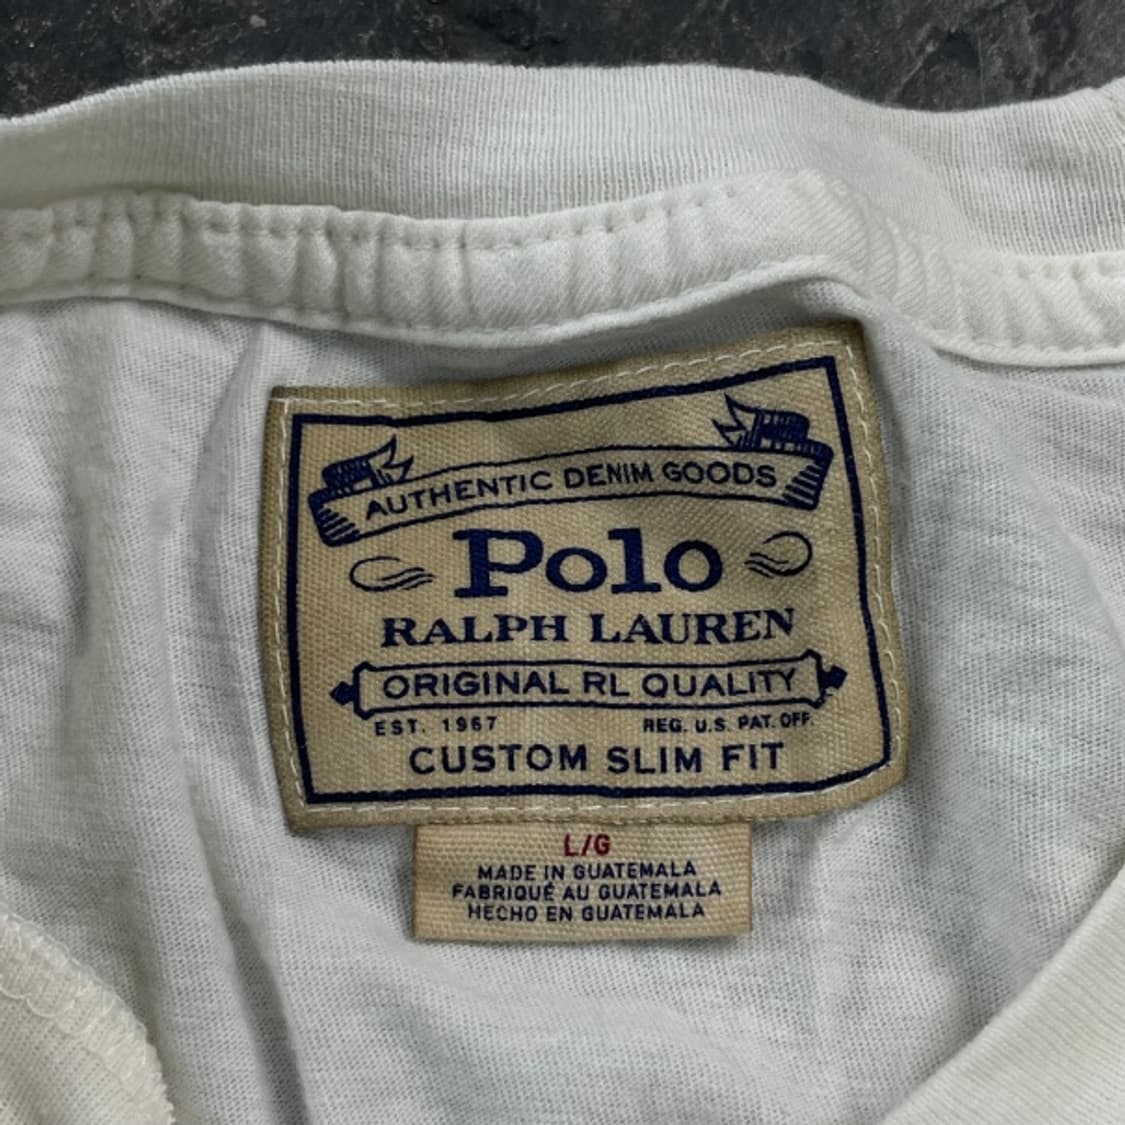 AUTHENTIC DENIM GOODS
Polo
RALPH LAUREN
ORIGINAL RL QUALITY
EST. 1967 REG. U.S. PAT. OFF.
CUSTOM SLIM FIT
L/G
MADE IN GUATEMALA
FABRIQUÉ AU GUATEMALA
HECHO EN GUATEMALA